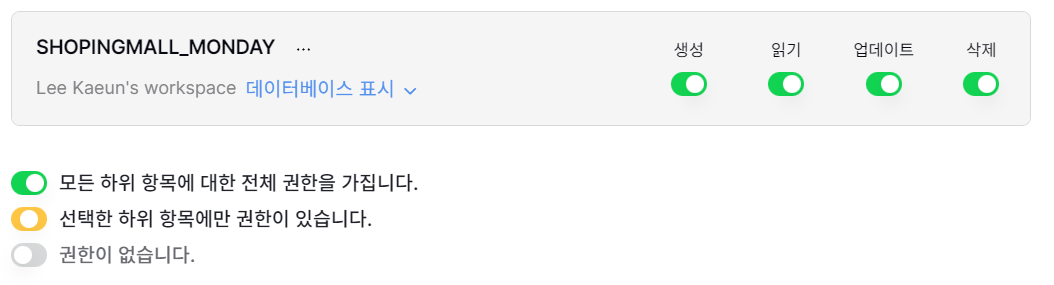 SHOPINGMALL_MONDAY ...
생성 읽기 업데이트 삭제
Lee Kaeun's workspace 데이터베이스 표시
모든 하위 항목에 대한 전체 권한을 가집니다.
선택한 하위 항목에만 권한이 있습니다.
권한이 없습니다.